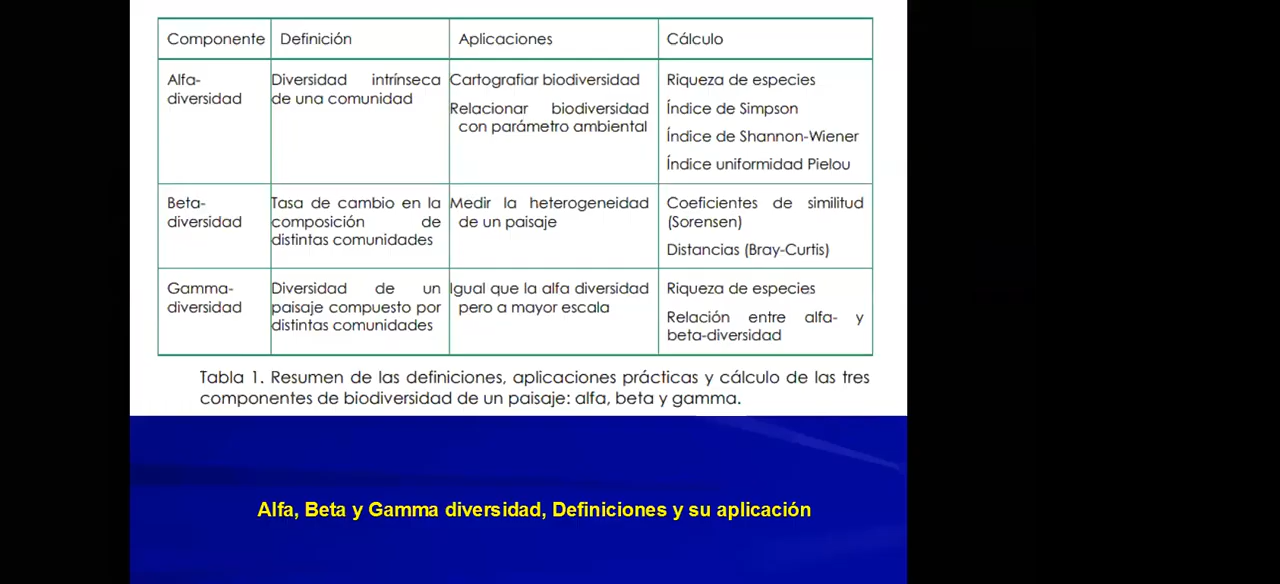 Componente Definición Aplicaciones Cálculo
Alfa-
diversidad
Diversidad intrínseca
de una comunidad
Cartografiar biodiversidad
Relacionar biodiversidad
con parámetro ambiental
Riqueza de especies
Índice de Simpson
Índice de Shannon-Wiener
Índice uniformidad Pielou
Beta-
diversidad
Tasa de cambio en la
composición de
distintas comunidades
Medir la heterogeneidad
de un paisaje
Coeficientes de similitud
(Sorensen)
Distancias (Bray-Curtis)
Gamma-
diversidad
Diversidad de un
paisaje compuesto por
distintas comunidades
Igual que la alfa diversidad
pero a mayor escala
Riqueza de especies
Relación entre alfa- y
beta-diversidad
Tabla 1. Resumen de las definiciones, aplicaciones prácticas y cálculo de las tres
componentes de biodiversidad de un paisaje: alfa, beta y gamma.
Alfa, Beta y Gamma diversidad, Definiciones y su aplicación